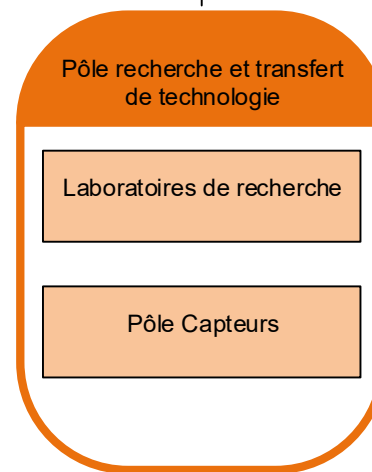 Pôle recherche et transfert
de technologie
Laboratoires de recherche
Pôle Capteurs